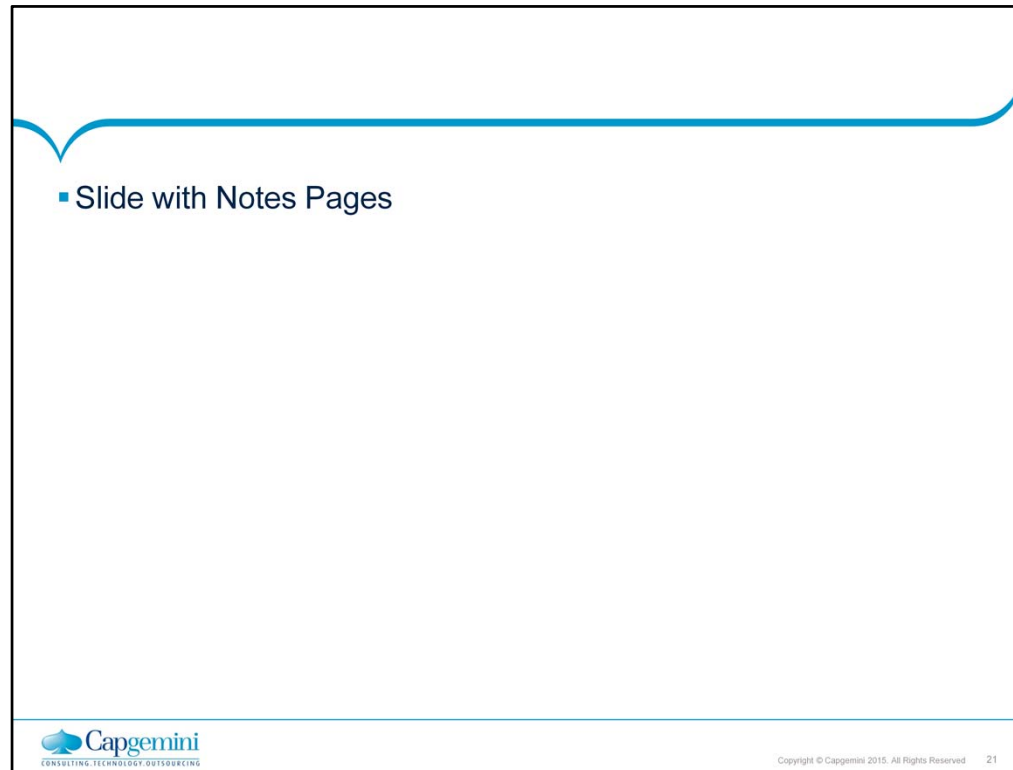 ▪ Slide with Notes Pages
Capgemini
CONSULTING.TECHNOLOGY.OUTSOURCING
Copyright © Capgemini 2015. All Rights Reserved 21